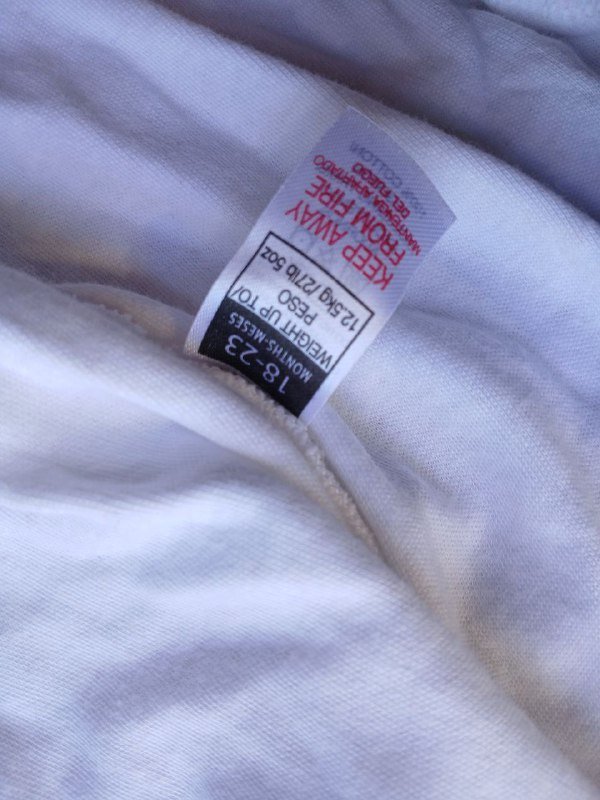 18-23
MONTHS-MESES
WEIGHT UP TO/
PESO
12.5kg/27lb 5oz
KEEP AWAY
FROM FIRE
MANTENGA APARTADO
DEL FUEGO